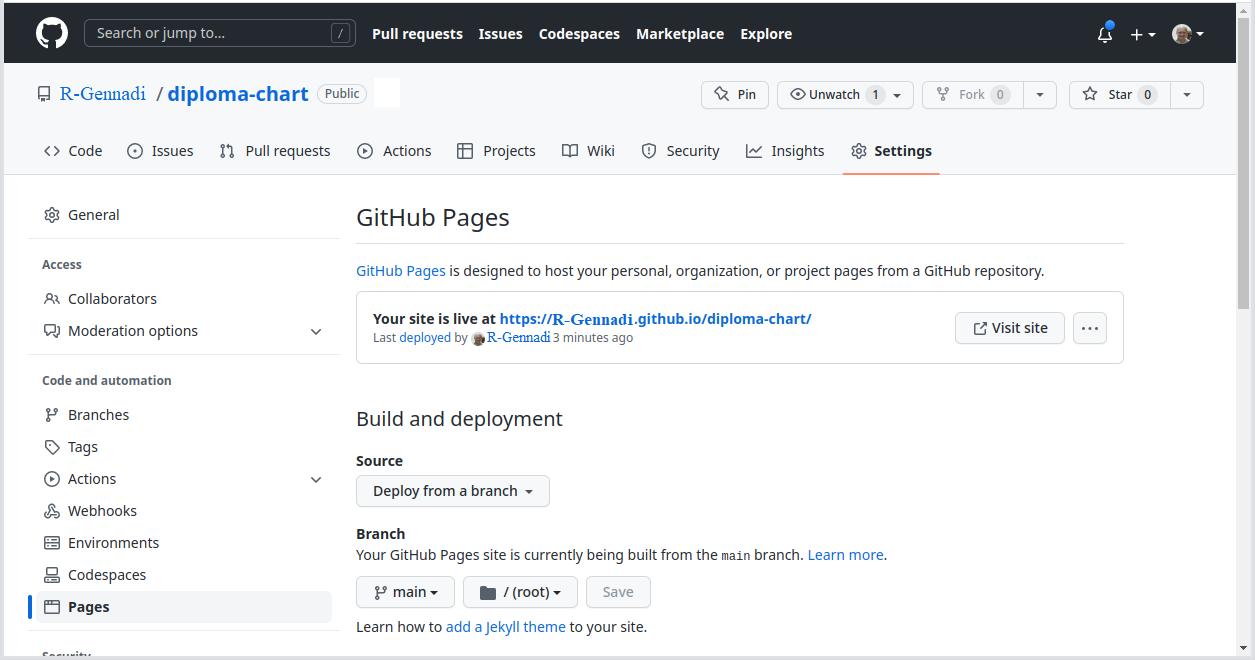 Search or jump to... /
Pull requests Issues Codespaces Marketplace Explore
R-Gennadi / diploma-chart Public
Pin Unwatch 1 Fork 0 Star 0
Code Issues Pull requests Actions Projects Wiki Security Insights Settings
General
Access
Collaborators
Moderation options
Code and automation
Branches
Tags
Actions
Webhooks
Environments
Codespaces
Pages
Security
GitHub Pages
GitHub Pages is designed to host your personal, organization, or project pages from a GitHub repository.
Your site is live at https://R-Gennadi.github.io/diploma-chart/
Last deployed by R-Gennadi 3 minutes ago
Visit site
Build and deployment
Source
Deploy from a branch
Branch
Your GitHub Pages site is currently being built from the main branch. Learn more.
main / (root) Save
Learn how to add a Jekyll theme to your site.